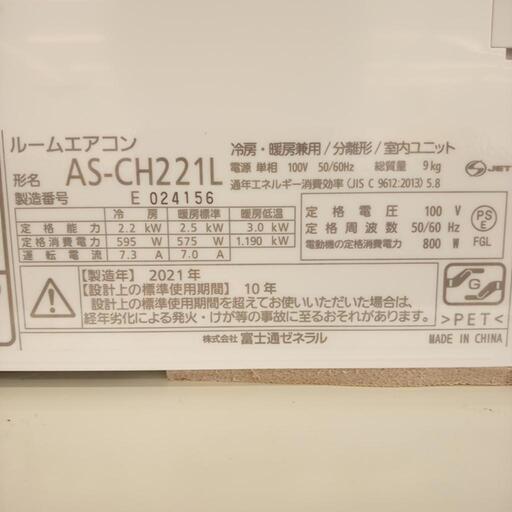 ルームエアコン
形名 AS-CH221L
製造番号 E 024156
冷房・暖房兼用/分離形/室内ユニット
電源 単相 100V 50/60Hz 総質量 9kg
通年エネルギー消費効率(JIS C 9612:2013) 5.8
JET
冷 房 暖房標準 暖房低温
定格能力 2.2 kW 2.5 kW 3.0 kW
定格消費電力 595 W 575 W 1.190 kW
運転電流 7.3 A 7.0 A
定格電圧 100 V
定格周波数 50/60 Hz
電動機の定格消費電力 800 W
PS
E
FGL
【製造年】2021年
【設計上の標準使用期間】10年
設計上の標準使用期間を超えてお使いいただいた場合は、
経年劣化による発火・けが等の事故に至るおそれがあります。
株式会社 富士通ゼネラル
G
>PET<
MADE IN CHINA